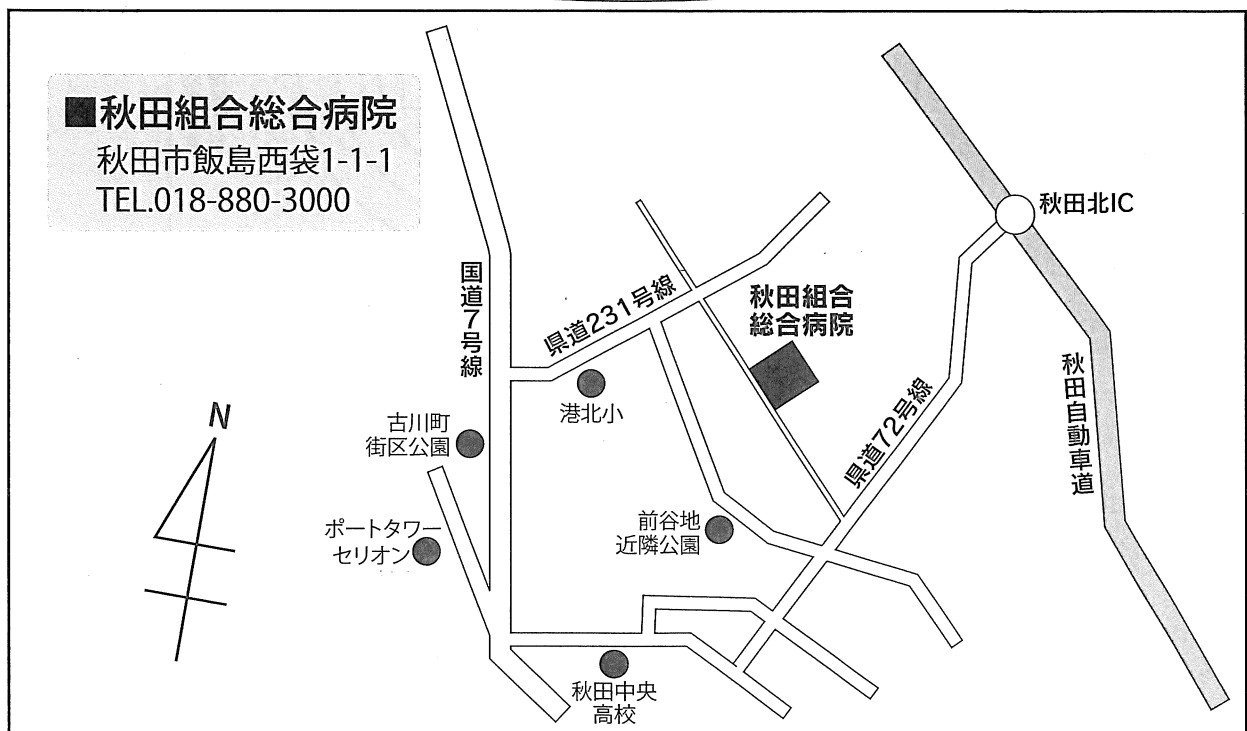 ■秋田組合総合病院
秋田市飯島西袋1-1-1
TEL.018-880-3000
秋田北IC
国道7号線
県道231号線
秋田組合
総合病院
港北小
県道72号線
秋田自動車道
N
古川町
街区公園
ポートタワー
セリオン
前谷地
近隣公園
秋田中央
高校